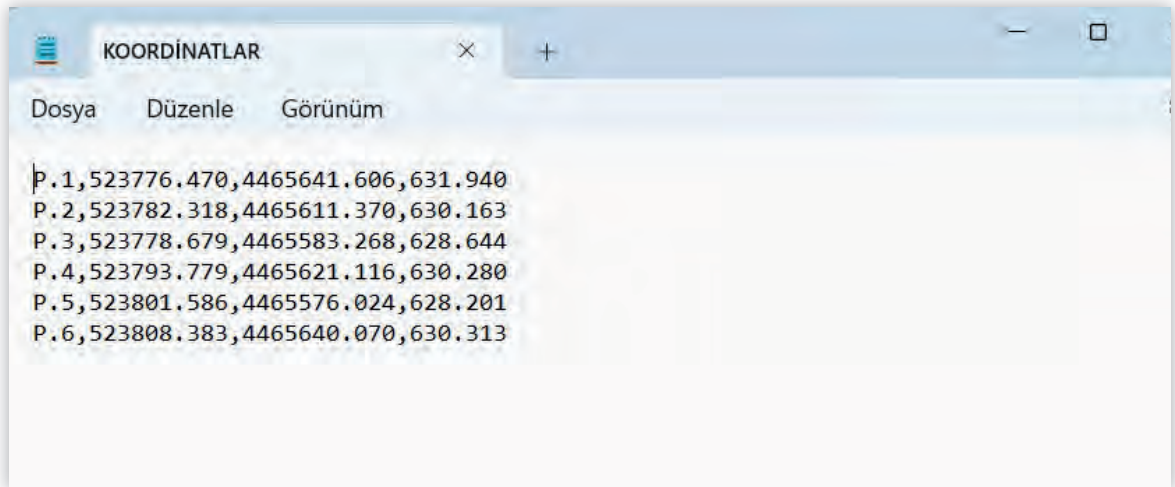 KOORDİNATLAR
Dosya Düzenle Görünüm
P.1,523776.470,4465641.606,631.940
P.2,523782.318,4465611.370,630.163
P.3,523778.679,4465583.268,628.644
P.4,523793.779,4465621.116,630.280
P.5,523801.586,4465576.024,628.201
P.6,523808.383,4465640.070,630.313